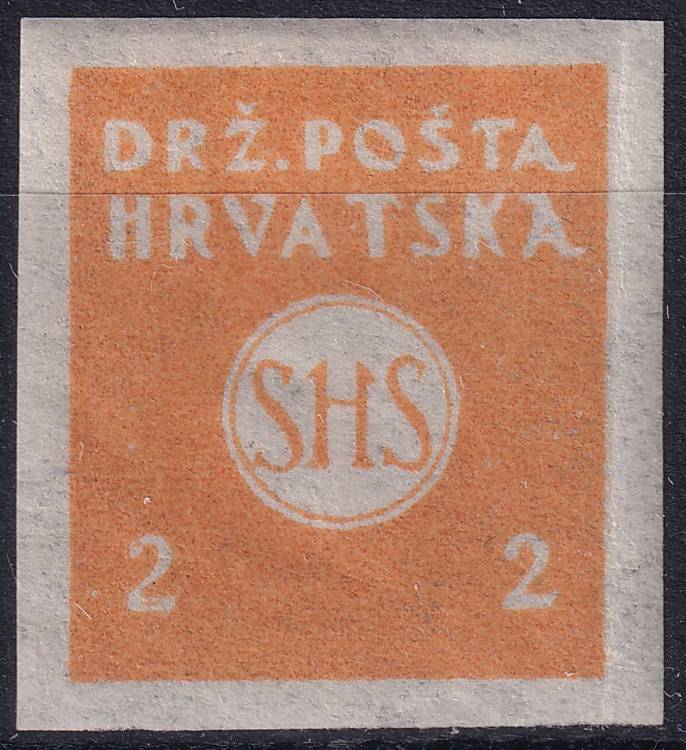 DRŽ. POŠTA
HRVATSKA
SHS
2 2